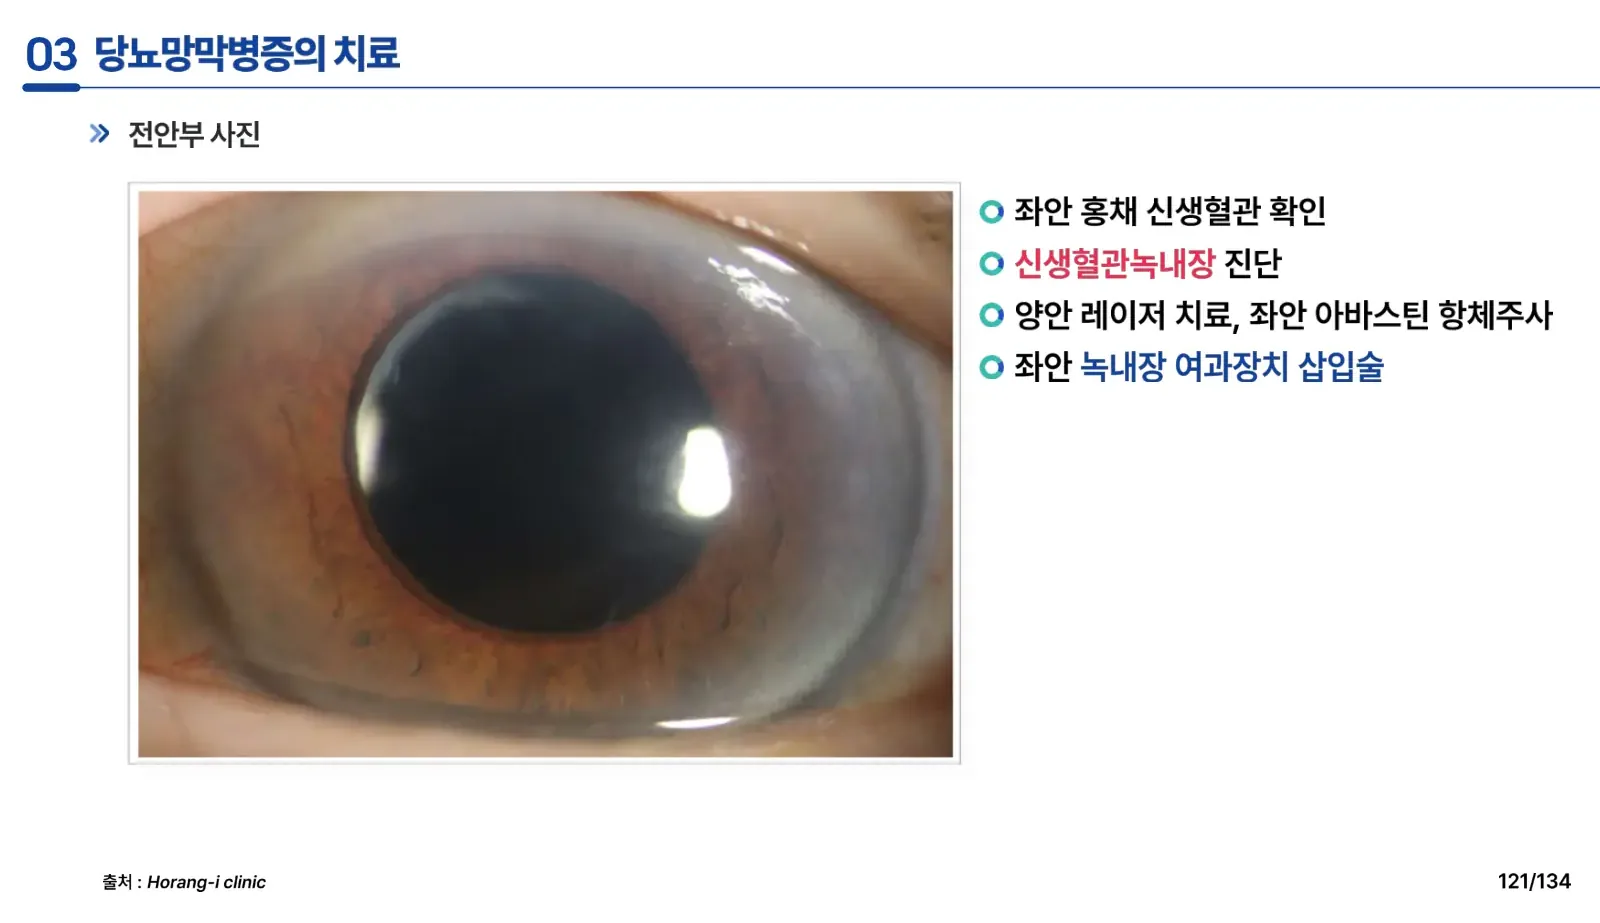 03 당뇨망막병증의 치료
전안부 사진
좌안 홍채 신생혈관 확인
신생혈관녹내장 진단
양안 레이저 치료, 좌안 아바스틴 항체주사
좌안 녹내장 여과장치 삽입술
출처 : Horang-i clinic
121/134